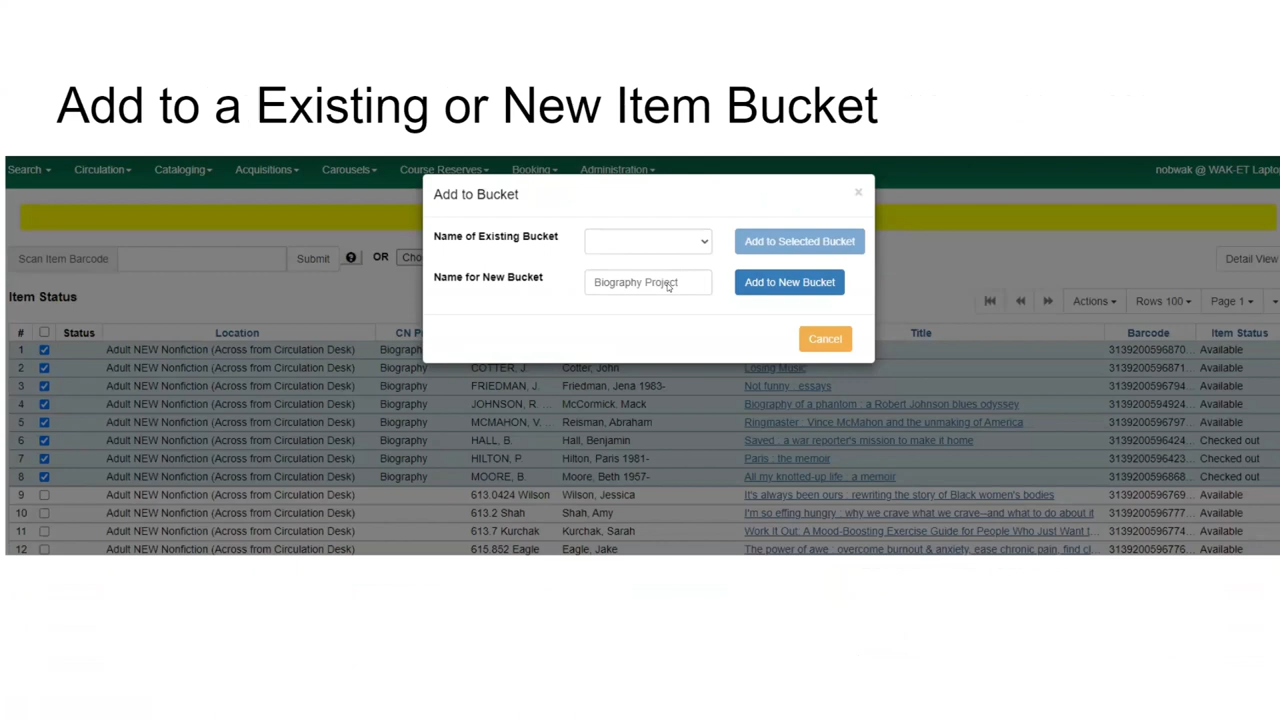 Add to a Existing or New Item Bucket
Search Circulation Cataloging Acquisitions Carousels Course Reserves Booking Administration nobwak @ WAK-ET Lapto
Add to Bucket ×
Name of Existing Bucket Add to Selected Bucket
Scan Item Barcode Submit ? OR Cho Detail View
Name for New Bucket Biography Project Add to New Bucket
Item Status Actions Rows 100 Page 1
# Status Location CN P Title Barcode Item Status
Cancel
1 Adult NEW Nonfiction (Across from Circulation Desk) Biography 3139200596870... Available
2 Adult NEW Nonfiction (Across from Circulation Desk) Biography COTTER, J. Cotter, John Losing Music 3139200596871... Available
3 Adult NEW Nonfiction (Across from Circulation Desk) Biography FRIEDMAN, J. Friedman, Jena 1983- Not funny : essays 3139200596794... Available
4 Adult NEW Nonfiction (Across from Circulation Desk) Biography JOHNSON, R. ... McCormick, Mack Biography of a phantom : a Robert Johnson blues odyssey 3139200594924... Available
5 Adult NEW Nonfiction (Across from Circulation Desk) Biography MCMAHON, V. ... Reisman, Abraham Ringmaster : Vince McMahon and the unmaking of America 3139200596794... Available
6 Adult NEW Nonfiction (Across from Circulation Desk) Biography HALL, B. Hall, Benjamin Saved : a war reporter's mission to make it home 3139200596424... Checked out
7 Adult NEW Nonfiction (Across from Circulation Desk) Biography HILTON, P. Hilton, Paris 1981- Paris : the memoir 3139200596423... Checked out
8 Adult NEW Nonfiction (Across from Circulation Desk) Biography MOORE, B. Moore, Beth 1957- All my knotted-up life : a memoir 3139200596423... Checked out
9 Adult NEW Nonfiction (Across from Circulation Desk) 613.0424 Wilson Wilson, Jessica It's always been ours : rewriting the story of Black women's bodies 3139200596794... Available
10 Adult NEW Nonfiction (Across from Circulation Desk) 613.2 Shah Shah, Amy I'm so effing hungry : why we crave what we crave--and what to do about it 3139200596774... Available
11 Adult NEW Nonfiction (Across from Circulation Desk) 613.7 Kurchak Kurchak, Sarah Work It Out: A Mood-Boosting Exercise Guide for People Who Just Want t... 3139200596777... Available
12 Adult NEW Nonfiction (Across from Circulation Desk) 615.852 Eagle Eagle, Jake The power of awe : overcome burnout & anxiety, ease chronic pain, find cl... 3139200596776... Available